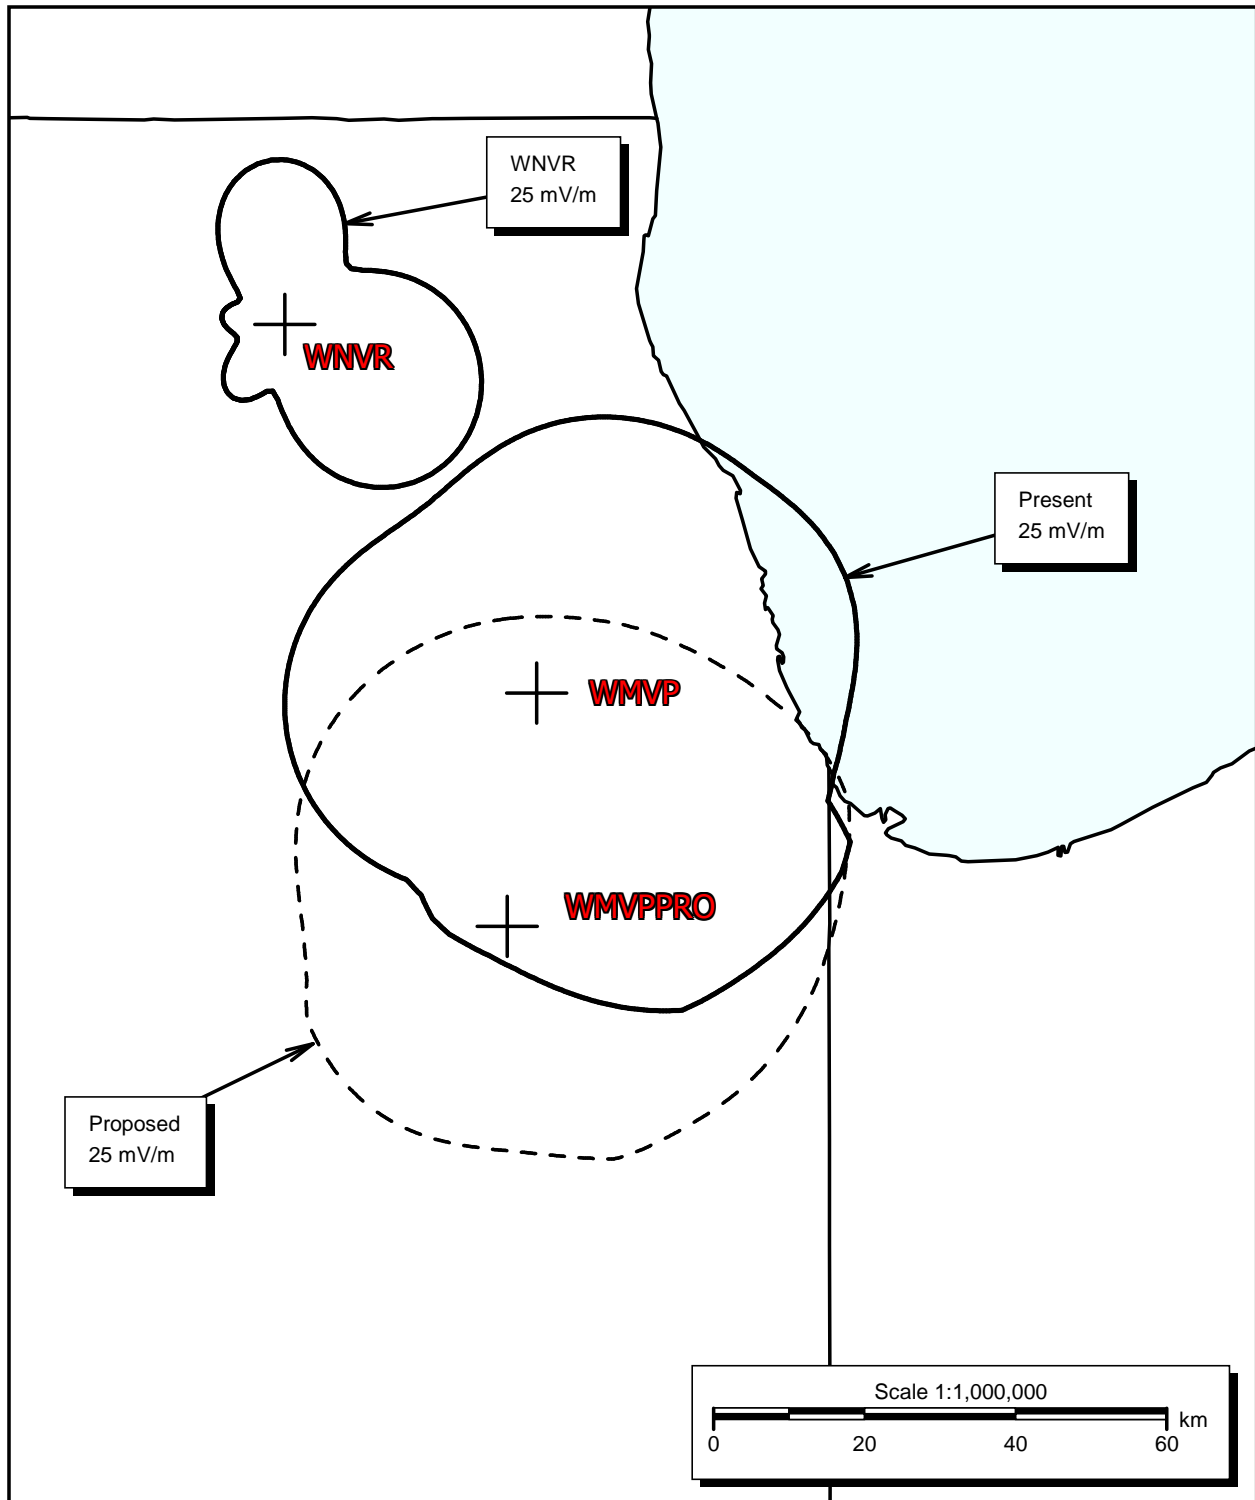 WNVR
25 mV/m
WNVR
Present
25 mV/m
WMVP
WMVPPRO
Proposed
25 mV/m
Scale 1:1,000,000
km
0 20 40 60